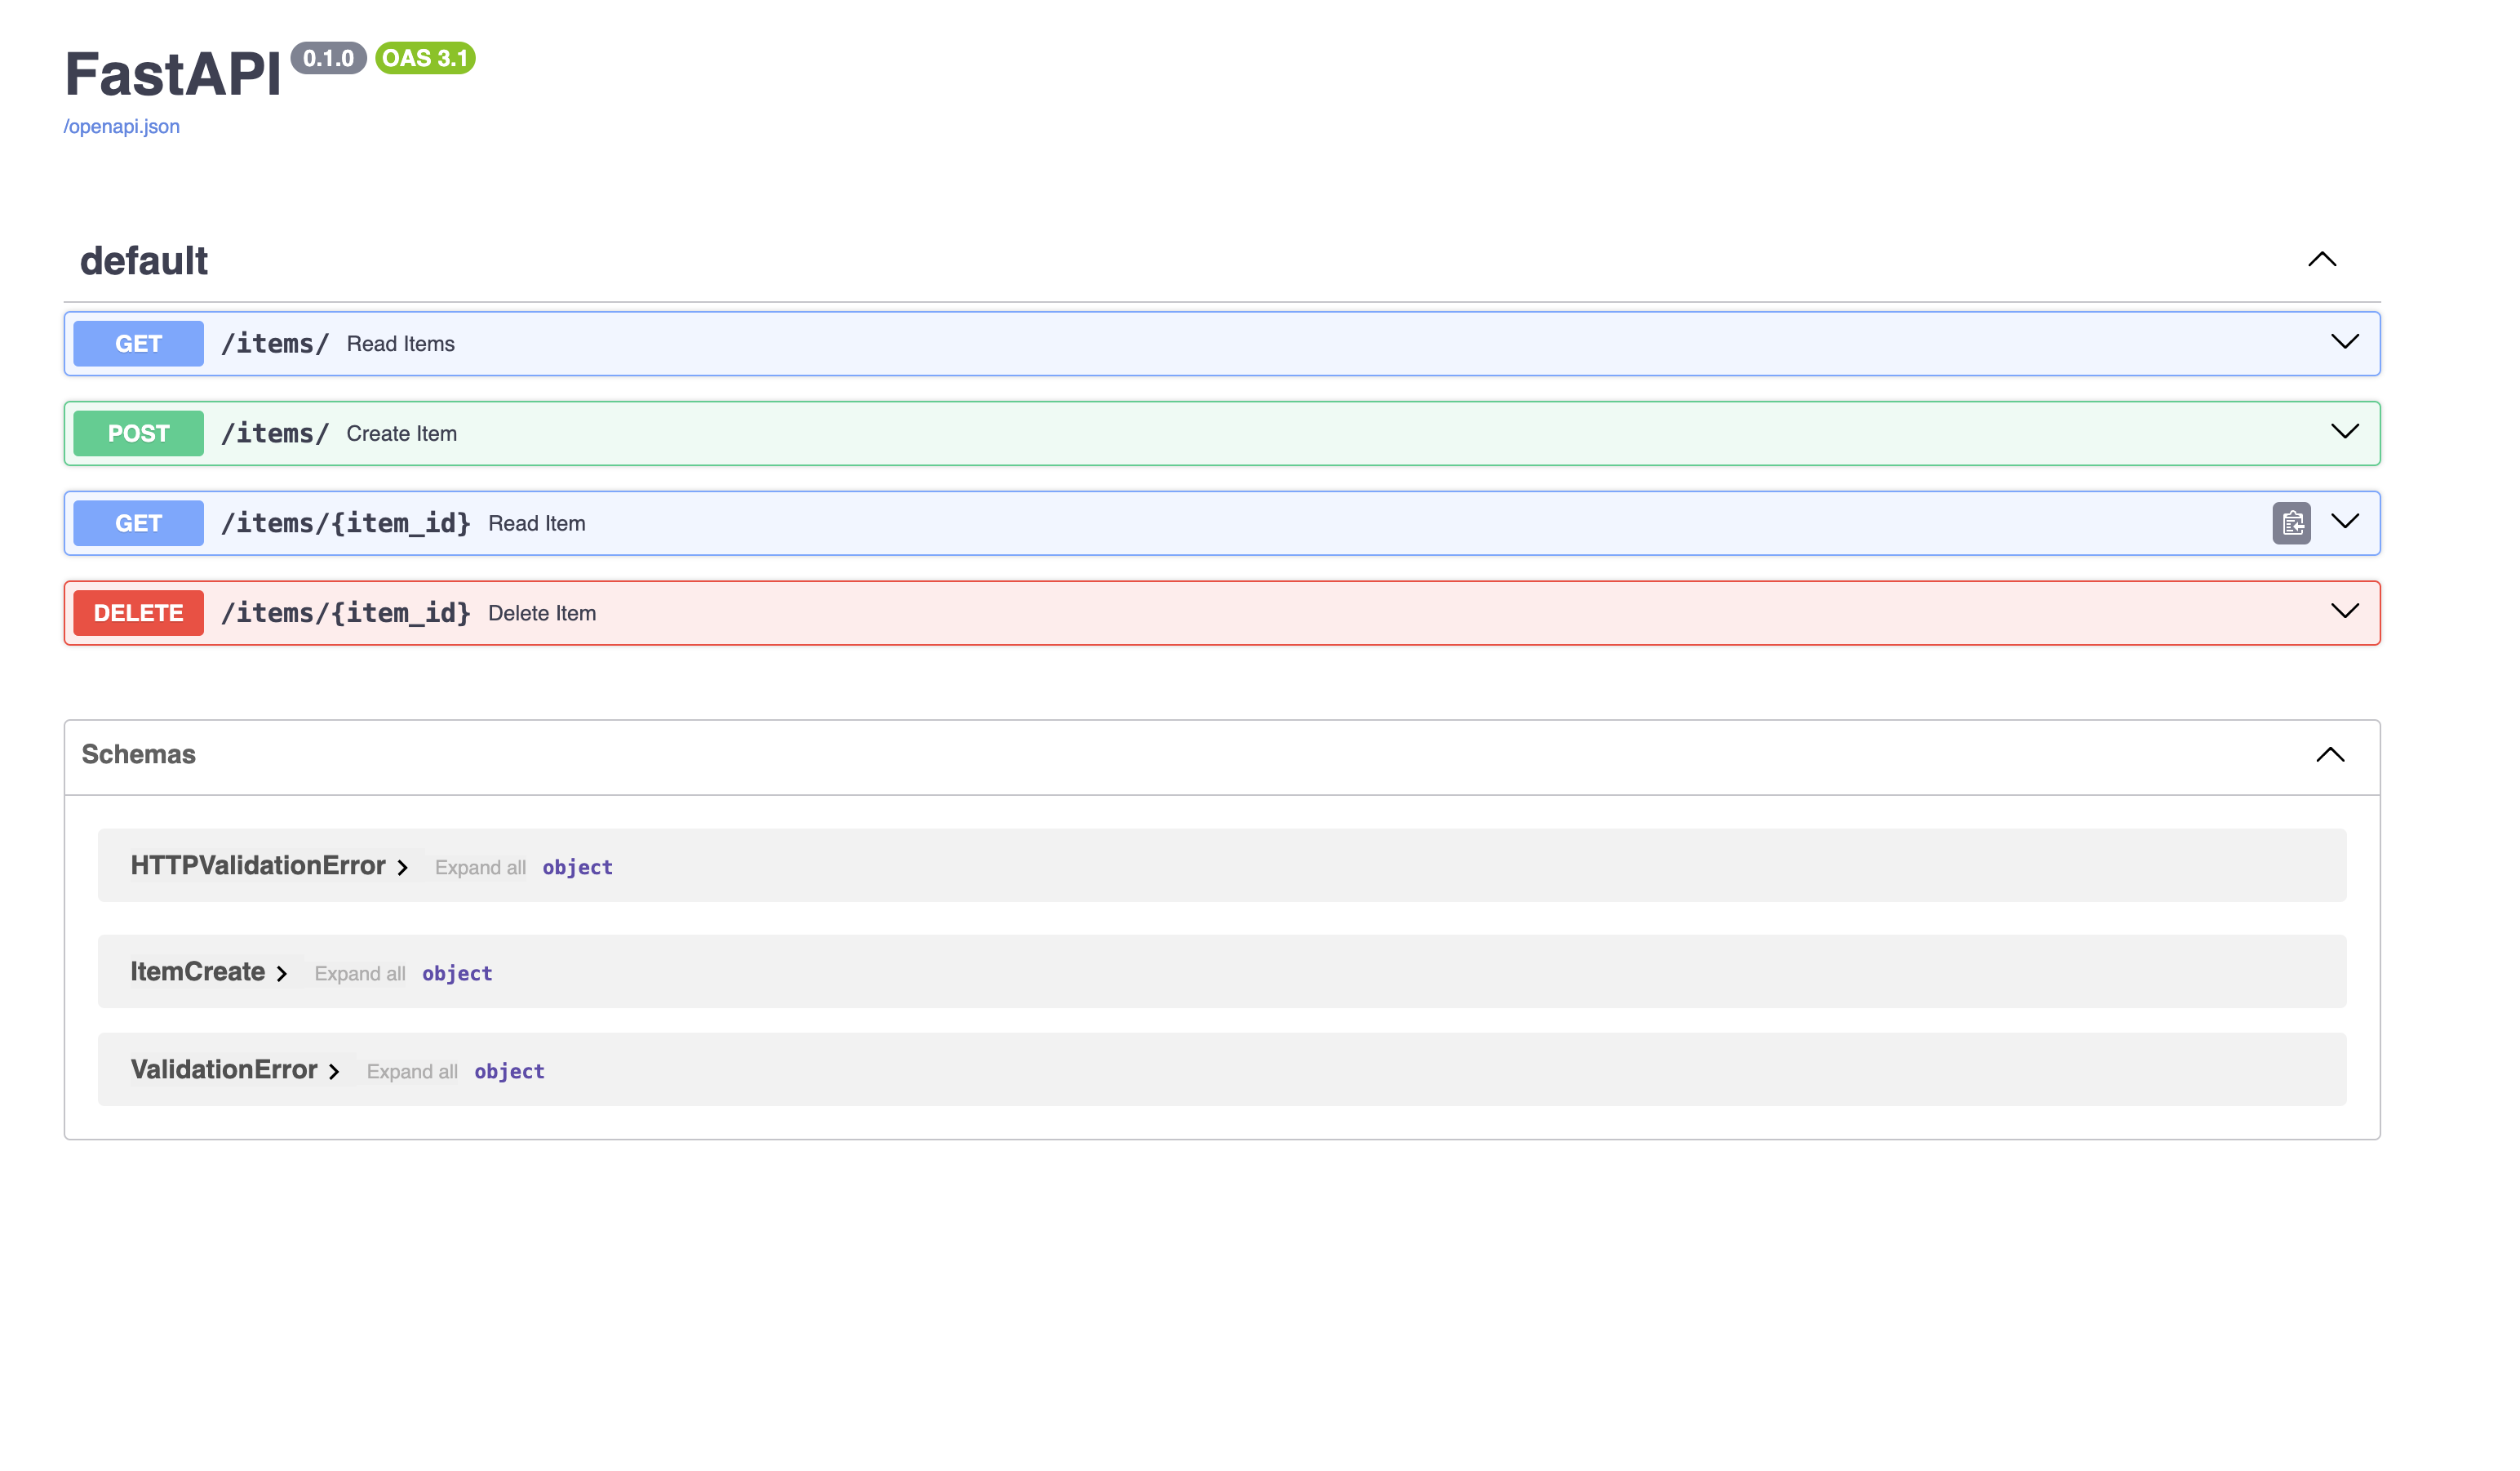 FastAPI 0.1.0 OAS 3.1
/openapi.json
default
GET /items/ Read Items
POST /items/ Create Item
GET /items/{item_id} Read Item
DELETE /items/{item_id} Delete Item
Schemas
HTTPValidationError Expand all object
ItemCreate Expand all object
ValidationError Expand all object